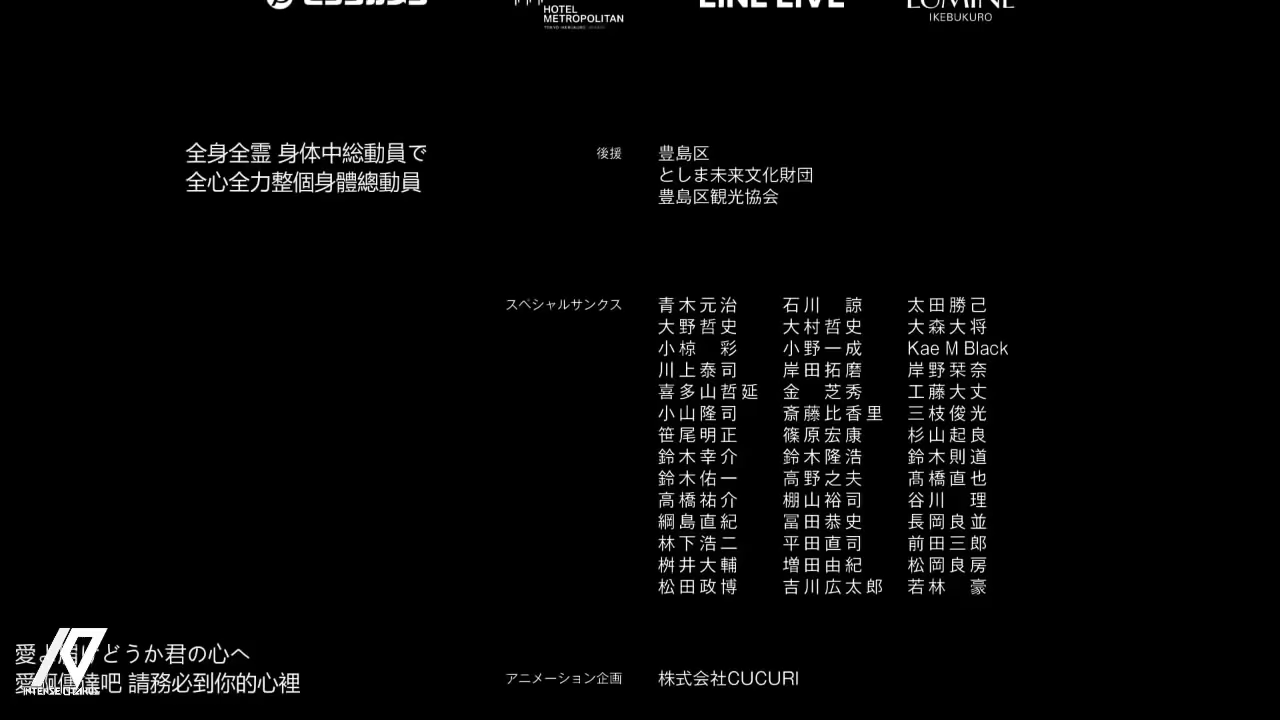 HOTEL
METROPOLITAN
LINE LIVE
LUMINE
IKEBUKURO
全身全霊 身体中総動員で
全心全力整個身體總動員
後援
豊島区
としま未来文化財団
豊島区観光協会
スペシャルサンクス
青木元治 石川 諒 太田勝己
大野哲史 大村哲史 大森大将
小椋 彩 小野一成 Kae M Black
川上泰司 岸田拓磨 岸野栞奈
喜多山哲延 金 芝秀 工藤大丈
小山隆司 斎藤比香里 三枝俊光
笹尾明正 篠原宏康 杉山起良
鈴木幸介 鈴木隆浩 鈴木則道
鈴木佑一 高野之夫 髙橋直也
高橋祐介 棚山裕司 谷川 理
綱島直紀 冨田恭史 長岡良並
林下浩二 平田直司 前田三郎
桝井大輔 増田由紀 松岡良房
松田政博 吉川広太郎 若林 豪
愛よ届けどうか君の心へ
達吧 請務必到你的心裡
アニメーション企画
株式会社CUCURI